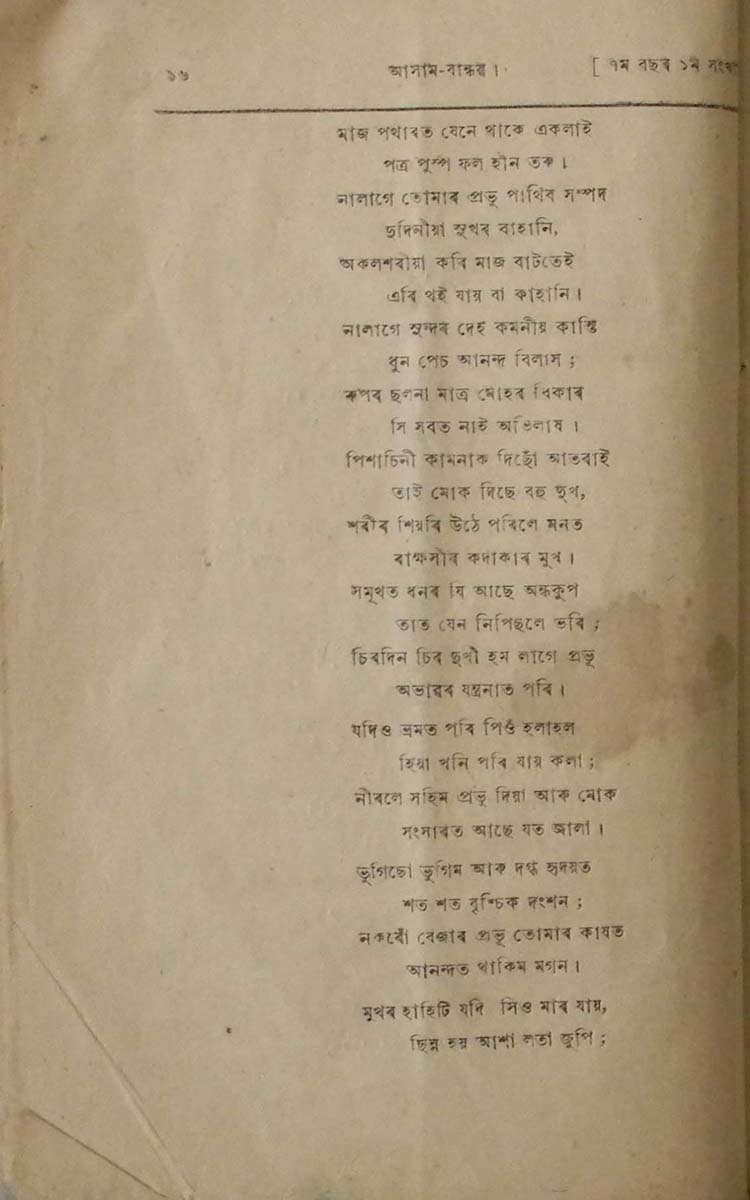 ১৬ আসাম-বান্ধৱ। [ ৭ম বছৰ ১ম
মাজ পথাৰত যেনে থাকে একলাই
পত্ৰ পুস্প ফল হীন তৰু।
নালাগে তোমাৰ প্ৰভূ পাৰ্থিব সম্পদ
দুদিনীয়া সুখৰ বাহানি,
অকলশৰীয়া কৰি মাজ বাটতেই
এৰি থই যায় বা কাহানি।
নালাগে সুন্দৰ দেহ কমনীয় কান্তি
ধুন পেচ আনন্দ বিলাস;
ৰূপৰ ছলনা মাত্ৰ মোহৰ বিকাৰ
সি সবত নাই অভিলাষ।
পিশাচিনী কামনাক দিছোঁ আতৰাই
তাই মোক দিছে বহু দুখ,
শৰীৰ শিয়ৰি উঠে পৰিলে মনত
ৰাক্ষসীৰ কদাকাৰ মুখ।
সমূখত ধনৰ যি আছে অন্ধকুপ
তাত যেন নিপিছলে ভৰি;
চিৰদিন চিৰ দুখী হম লাগে প্ৰভূ
অভাৱৰ যন্ত্ৰনাত পৰি।
যদিও ভ্ৰমত পৰি পিওঁ হলাহল
হিয়া খনি পৰি যায় কলা;
নীৰলে সহিম প্ৰভূ দিয়া আৰু মোক
সংসাৰত আছে যত জালা।
ভূগিছো ভুগিম আৰু দগ্ধ হৃদয়ত
শত শত বৃশ্চিক দংশন;
নকৰোঁ বেজাৰ প্ৰভূ তোমাৰ কাষত
আনন্দত থাকিম মগন।
মুখৰ হাহিটি যদি সিও মাৰ যায়,
ছিন্ন হয় আশা লতা জুপি;